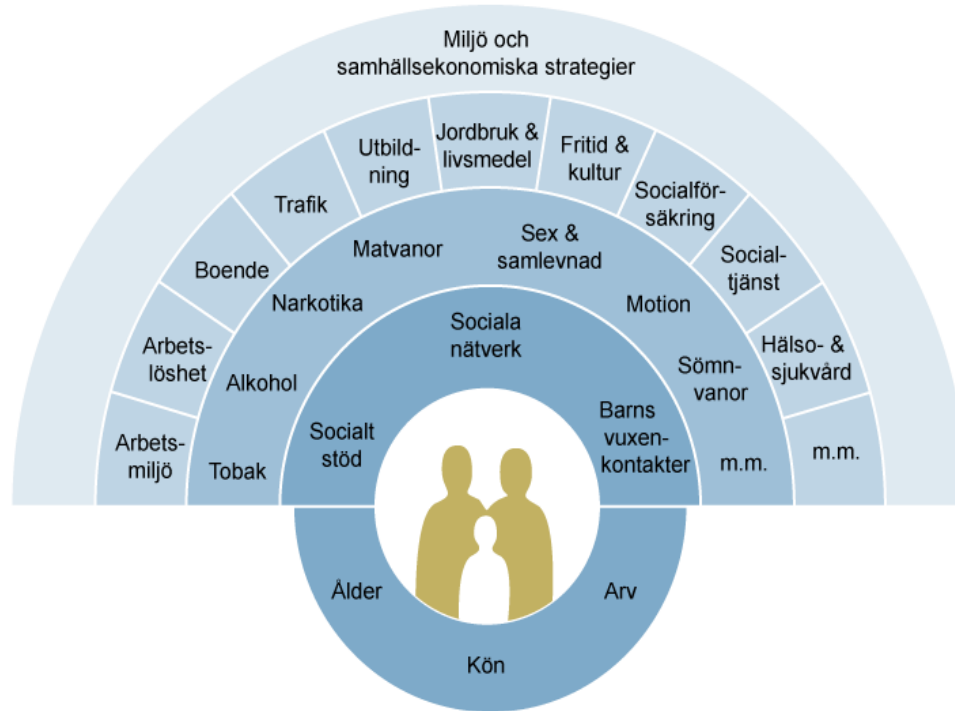 Miljö och
samhällsekonomiska strategier
Arbets-
miljö
Arbets-
löshet
Boende
Trafik
Utbild-
ning
Jordbruk &
livsmedel
Fritid &
kultur
Socialför-
säkring
Social-
tjänst
Hälso- &
sjukvård
m.m.
Tobak
Alkohol
Narkotika
Matvanor
Sex &
samlevnad
Motion
Sömn-
vanor
m.m.
Socialt
stöd
Sociala
nätverk
Barns
vuxen-
kontakter
Ålder
Kön
Arv